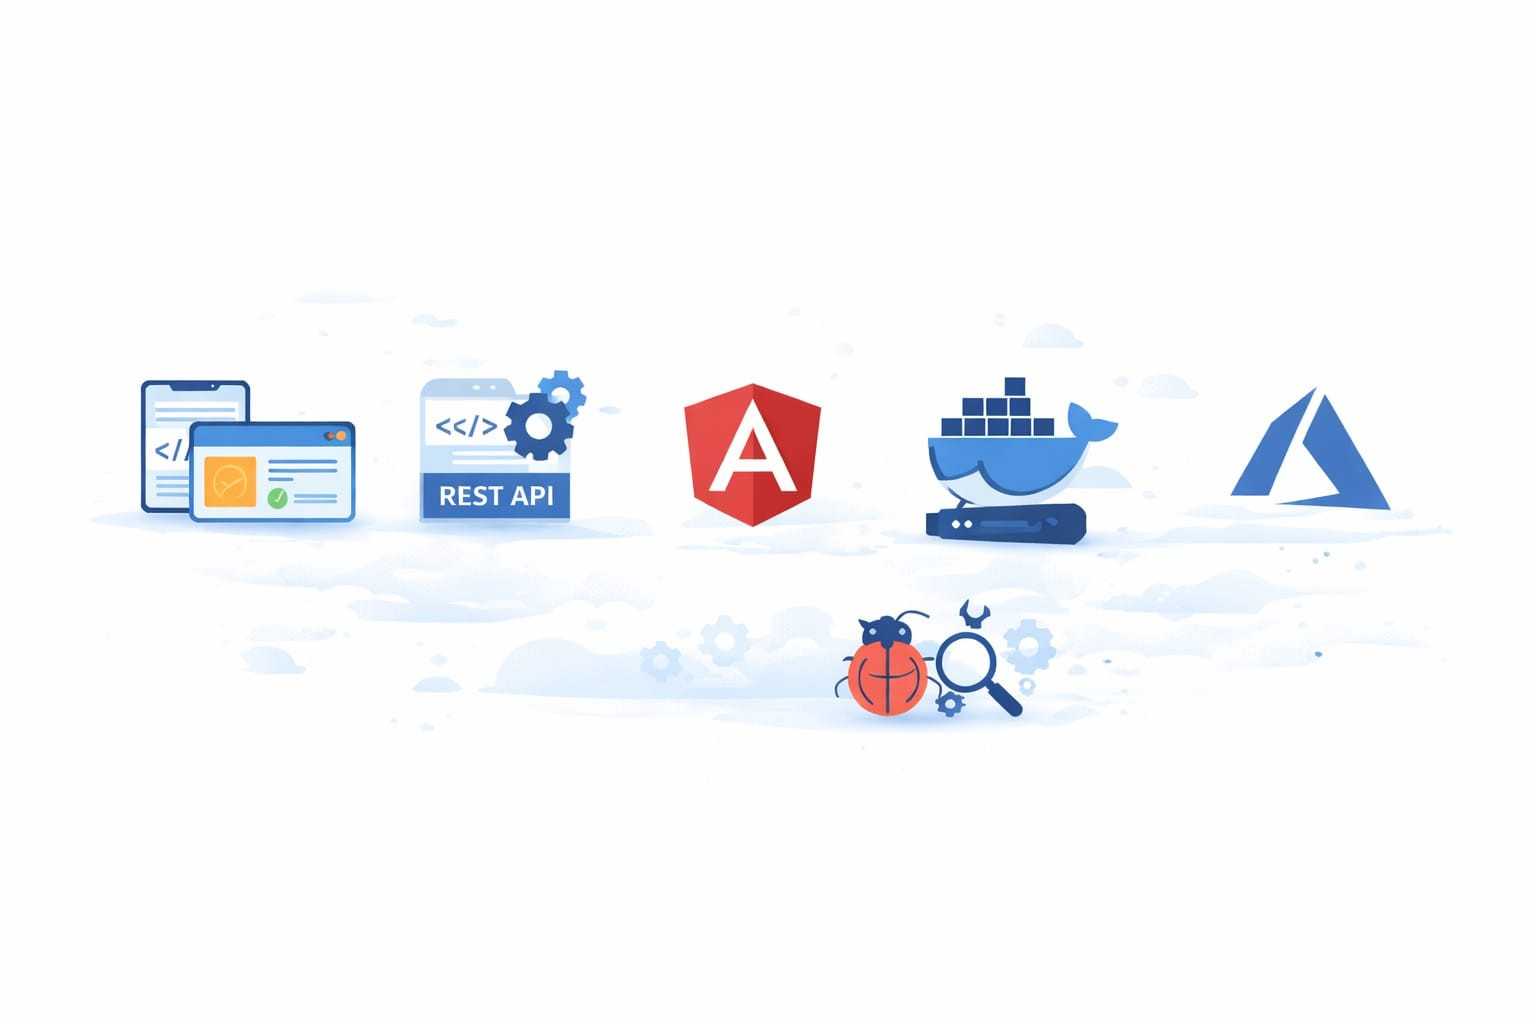 </
<</>
REST API
A